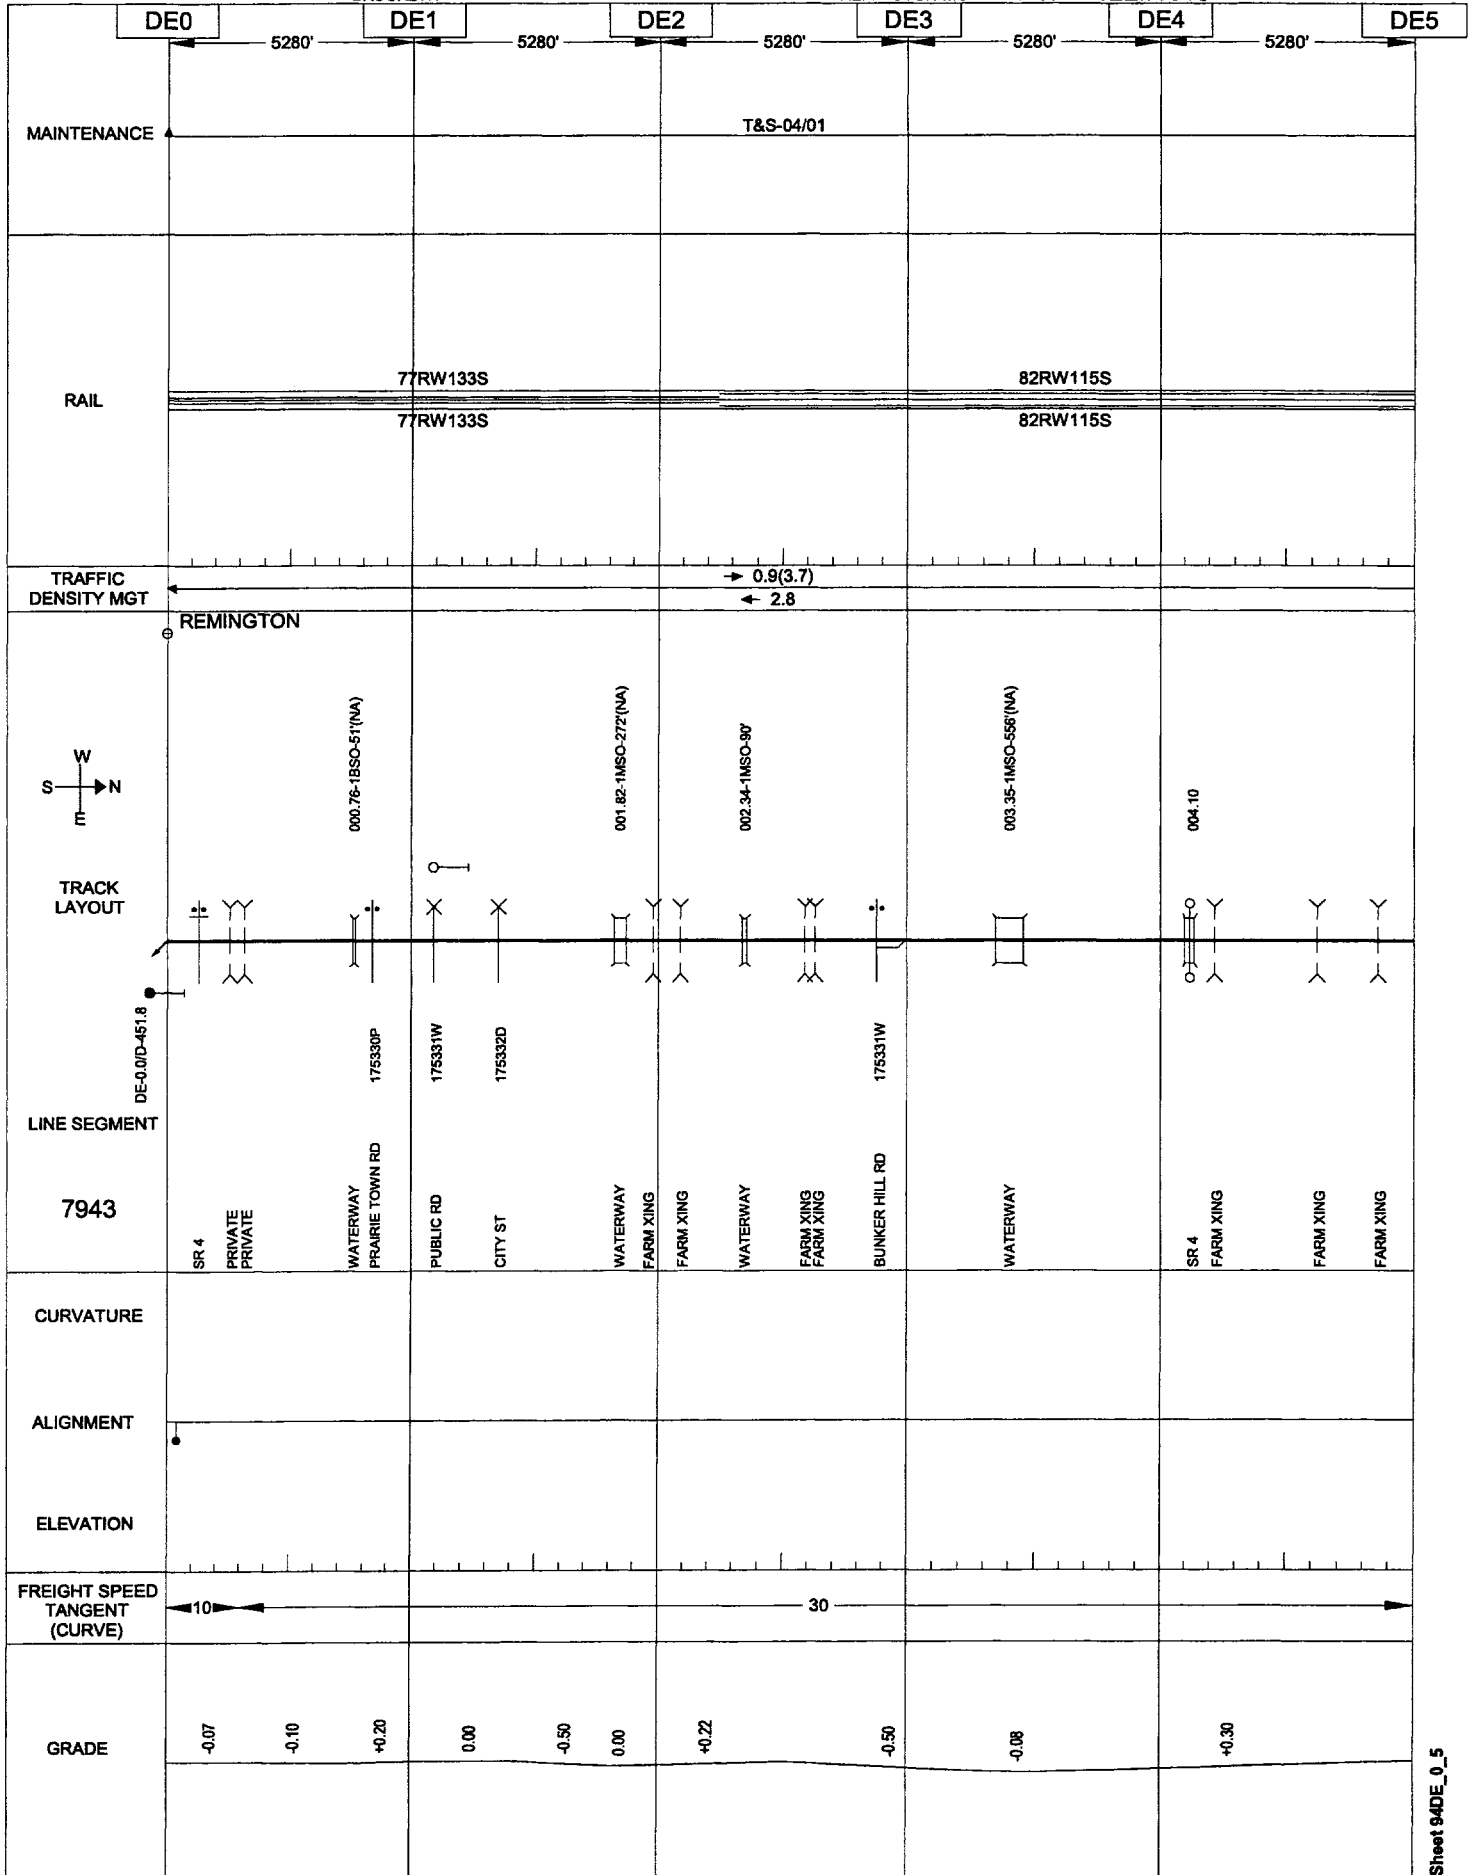 DE0 DE1 DE2 DE3 DE4 DE5
5280' 5280' 5280' 5280' 5280'
MAINTENANCE
T&S-04/01
RAIL
77RW133S 82RW115S
77RW133S 82RW115S
TRAFFIC
DENSITY MGT
0.9(3.7)
2.8
REMINGTON
W
S N
E
000.76-1BSO-51'(NA)
001.82-1MSO-272'(NA)
002.34-1MSO-90'
003.35-1MSO-556'(NA)
004.10
TRACK
LAYOUT
DE-0.0/D-451.8
175330P
175331W
175332D
175331W
LINE SEGMENT
7943
SR 4
PRIVATE
PRIVATE
WATERWAY
PRAIRIE TOWN RD
PUBLIC RD
CITY ST
WATERWAY
FARM XING
FARM XING
WATERWAY
FARM XING
FARM XING
BUNKER HILL RD
WATERWAY
SR 4
FARM XING
FARM XING
FARM XING
CURVATURE
ALIGNMENT
ELEVATION
FREIGHT SPEED
TANGENT
(CURVE)
10 30
GRADE
-0.07 -0.10 +0.20 0.00 -0.50 0.00 +0.22 -0.50 -0.08 +0.30
Sheet 94DE_0_5